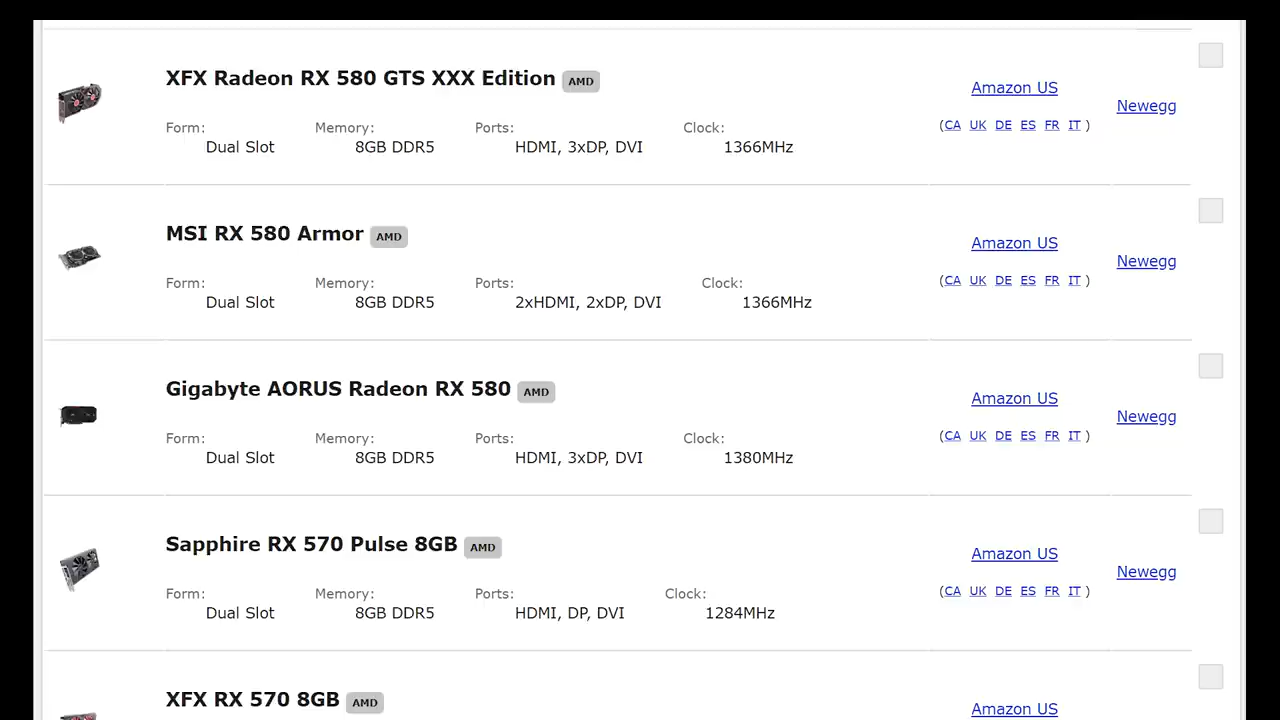 XFX Radeon RX 580 GTS XXX Edition AMD
Amazon US
Newegg
Form: Memory: Ports: Clock:
(CA UK DE ES FR IT )
Dual Slot 8GB DDR5 HDMI, 3xDP, DVI 1366MHz
MSI RX 580 Armor AMD
Amazon US
Newegg
Form: Memory: Ports: Clock:
(CA UK DE ES FR IT )
Dual Slot 8GB DDR5 2xHDMI, 2xDP, DVI 1366MHz
Gigabyte AORUS Radeon RX 580 AMD
Amazon US
Newegg
Form: Memory: Ports: Clock:
(CA UK DE ES FR IT )
Dual Slot 8GB DDR5 HDMI, 3xDP, DVI 1380MHz
Sapphire RX 570 Pulse 8GB AMD
Amazon US
Newegg
Form: Memory: Ports: Clock:
(CA UK DE ES FR IT )
Dual Slot 8GB DDR5 HDMI, DP, DVI 1284MHz
XFX RX 570 8GB AMD
Amazon US